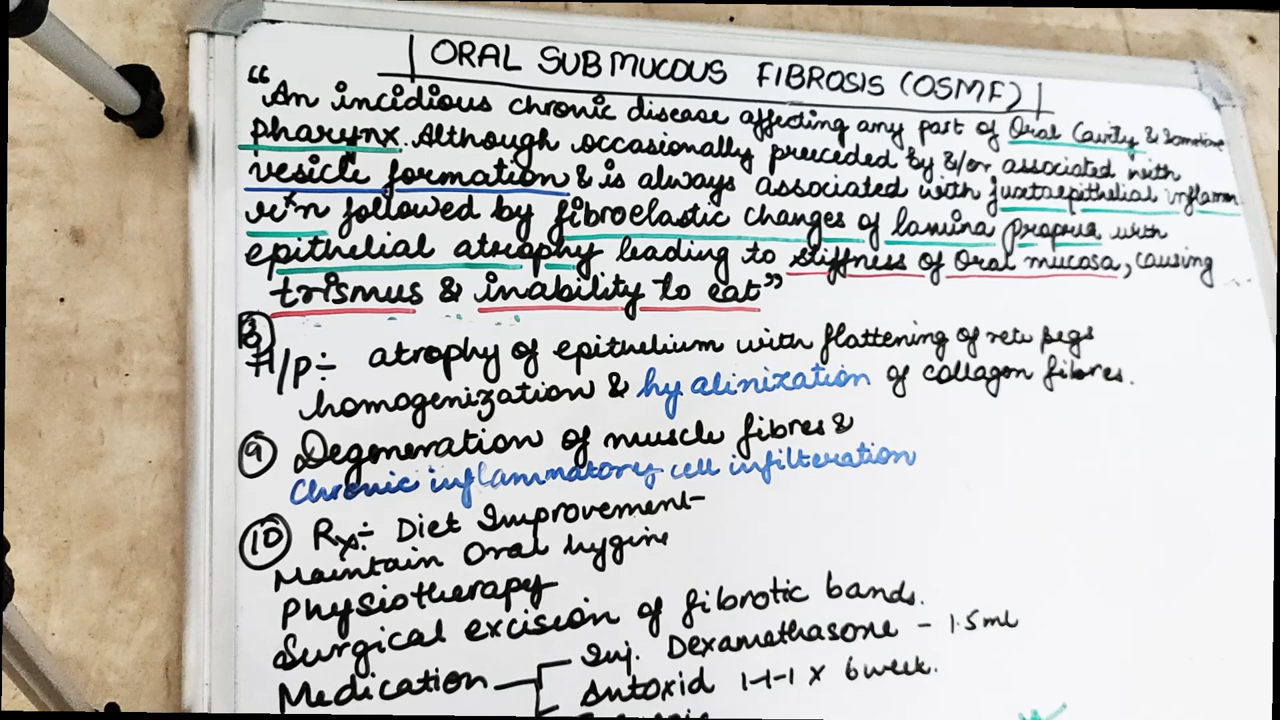 ORAL SUBMUCOUS FIBROSIS (OSMF)
"An incidious chronic disease affecting any part of Oral Cavity & Sometime
pharynx. Although occasionally preceded by &/or associated with
vesicle formation & is always associated with juxtaepithelial inflamm
rxn followed by fibroelastic changes of lamina propria with
epithelial atrophy leading to stiffness of Oral mucosa, causing
trismus & inability to eat"
H/p÷ atrophy of epithelium with flattening of rete pegs
homogenization & hyalinization of collagen fibres.
9 Degeneration of muscle fibres &
Chronic inflammatory cell infilteration
10 Rx÷ Diet Improvement-
Maintain Oral hygine
Physiotherapy
Surgical excision of fibrotic bands.
Medication Inj. Dexamethasone - 1.5ml
Antoxid 1-1-1 x 6 week.